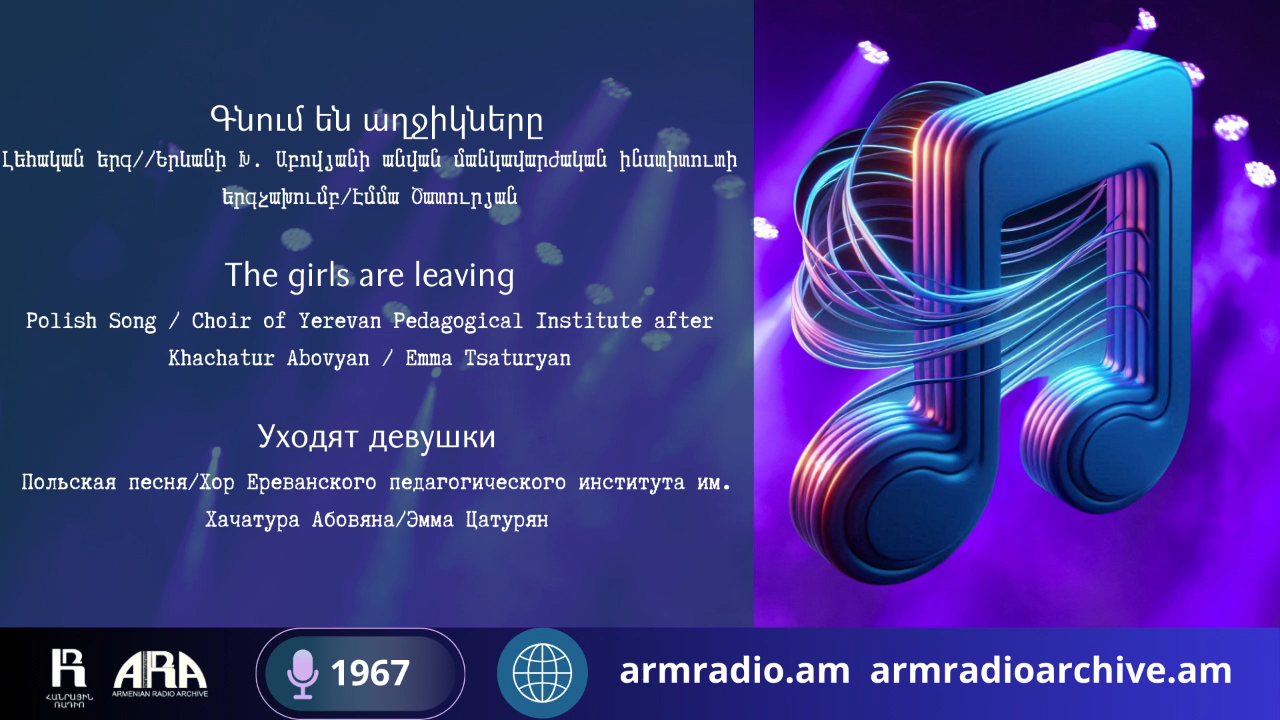 Գնում են աղջիկները
Լեհական երգ//Երևանի Խ. Աբովյանի անվան մանկավարժական ինստիտուտի
երգչախումբ/Էմմա Ծատուրյան
The girls are leaving
Polish Song / Choir of Yerevan Pedagogical Institute after
Khachatur Abovyan / Emma Tsaturyan
Уходят девушки
Польская песня/Хор Ереванского педагогического института им.
Хачатура Абовяна/Эмма Цатурян
ՀԱՆՐԱՅԻՆ
ՌԱԴԻՈ
ARA
ARMENIAN RADIO ARCHIVE
1967
armradio.am armradioarchive.am